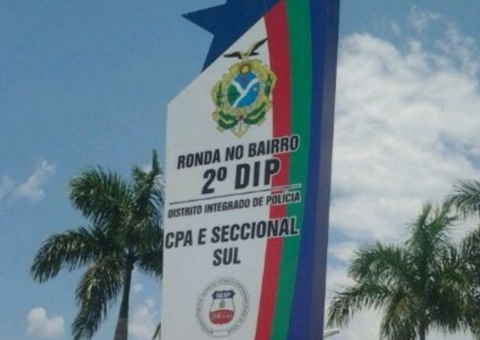 RONDA NO BAIRRO
2º DIP
DISTRITO INTEGRADO DE POLÍCIA
CPA E SECCIONAL
SUL